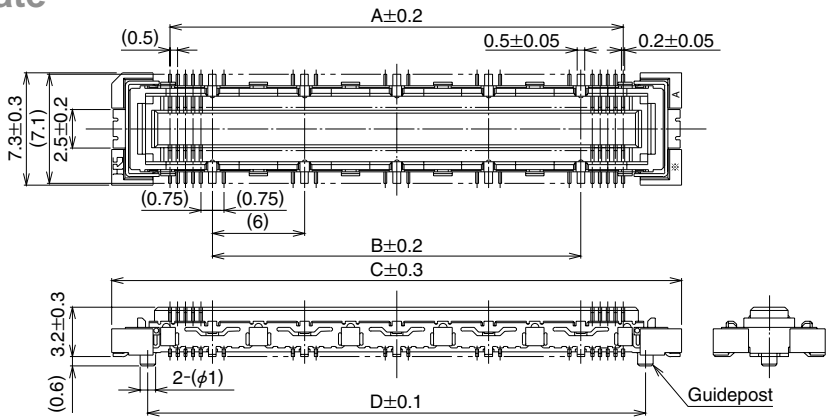 A±0.2
(0.5)
0.5±0.05
0.2±0.05
7.3±0.3
(7.1)
2.5±0.2
A
※
(0.75)
(0.75)
(6)
B±0.2
C±0.3
3.2±0.3
(0.6)
2-(φ1)
D±0.1
Guidepost